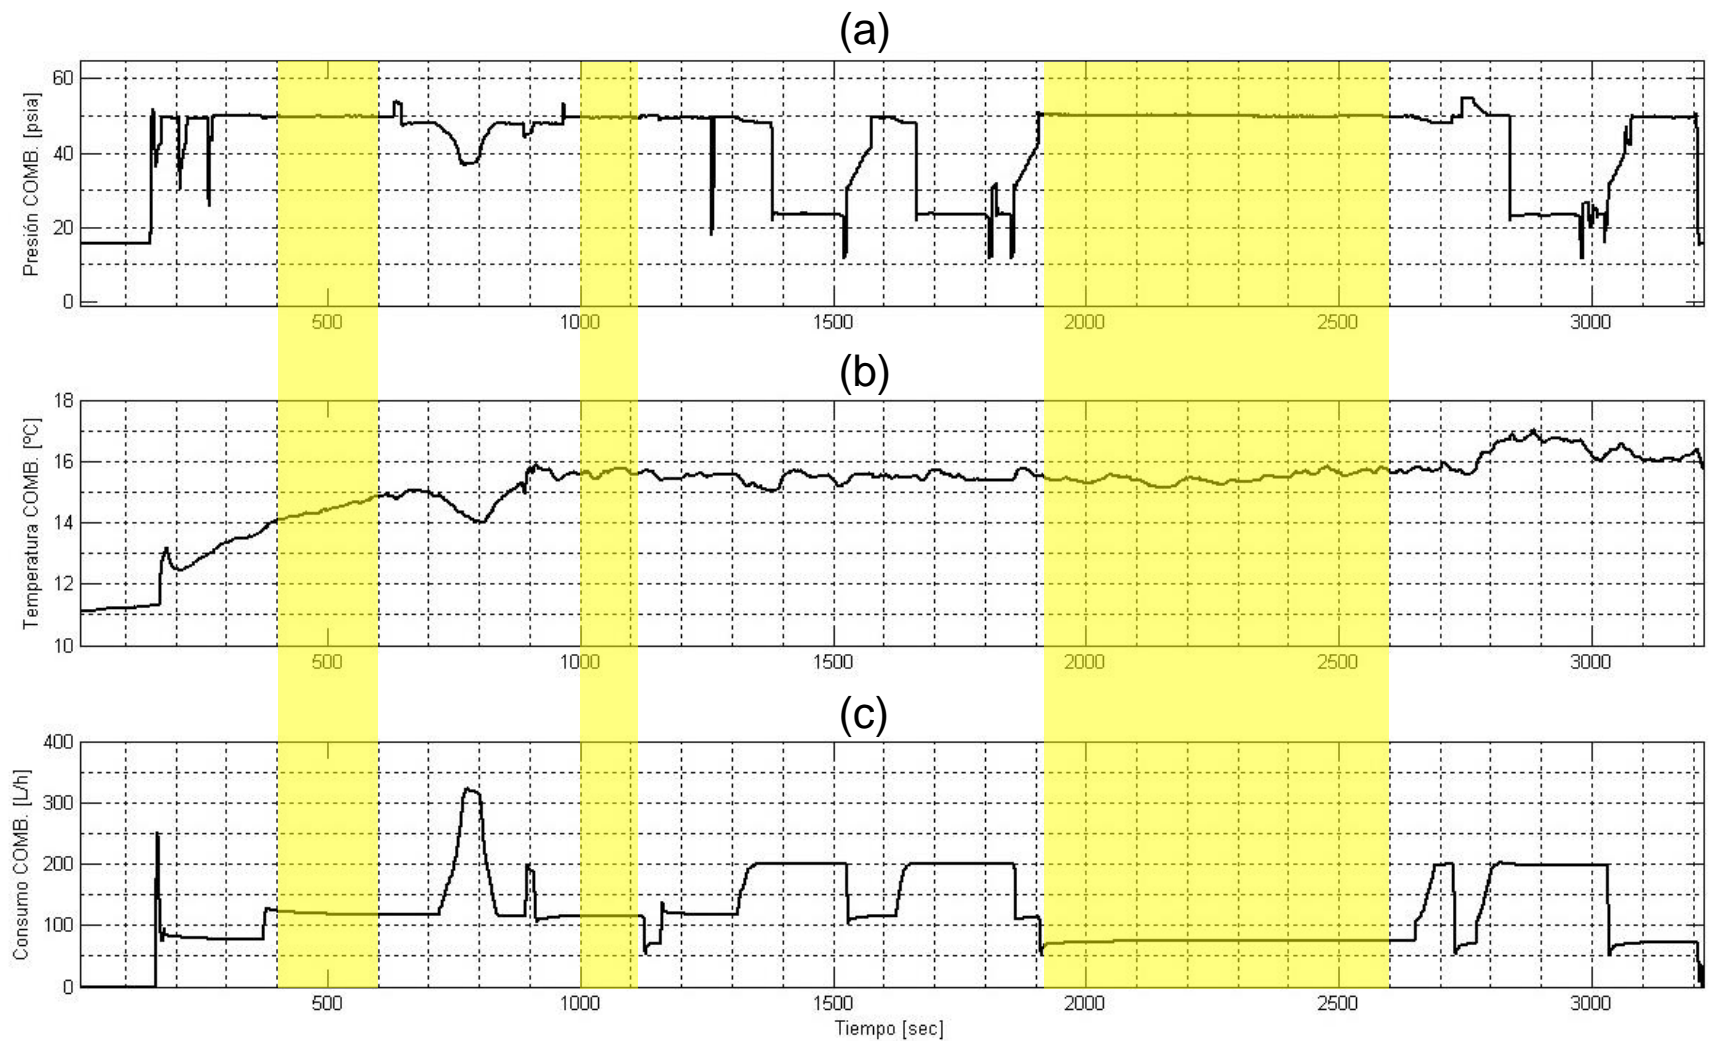 (a)
Presión COMB. [psia]
60
40
20
0
500 1000 1500 2000 2500 3000
(b)
Temperatura COMB. [ºC]
18
16
14
12
10
500 1000 1500 2000 2500 3000
(c)
Consumo COMB. [L/h]
400
300
200
100
0
500 1000 1500 2000 2500 3000
Tiempo [sec]